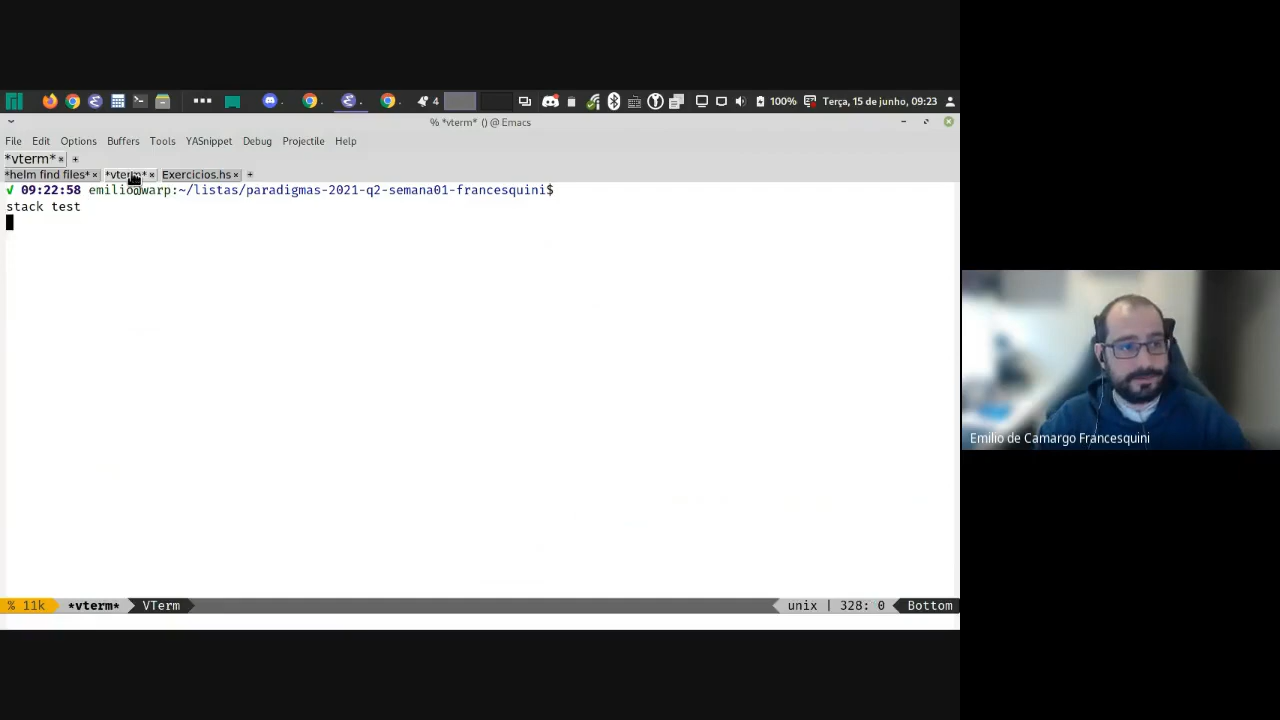 4
100%
Terça, 15 de junho, 09:23
% *vterm* () @ Emacs
File Edit Options Buffers Tools YASnippet Debug Projectile Help
*vterm* × +
*helm find files* × *vterm* × Exercicios.hs × +
√ 09:22:58 emilio@warp:~/listas/paradigmas-2021-q2-semana01-francesquini$
stack test
Emilio de Camargo Francesquini
% 11k *vterm* VTerm unix | 328: 0 Bottom